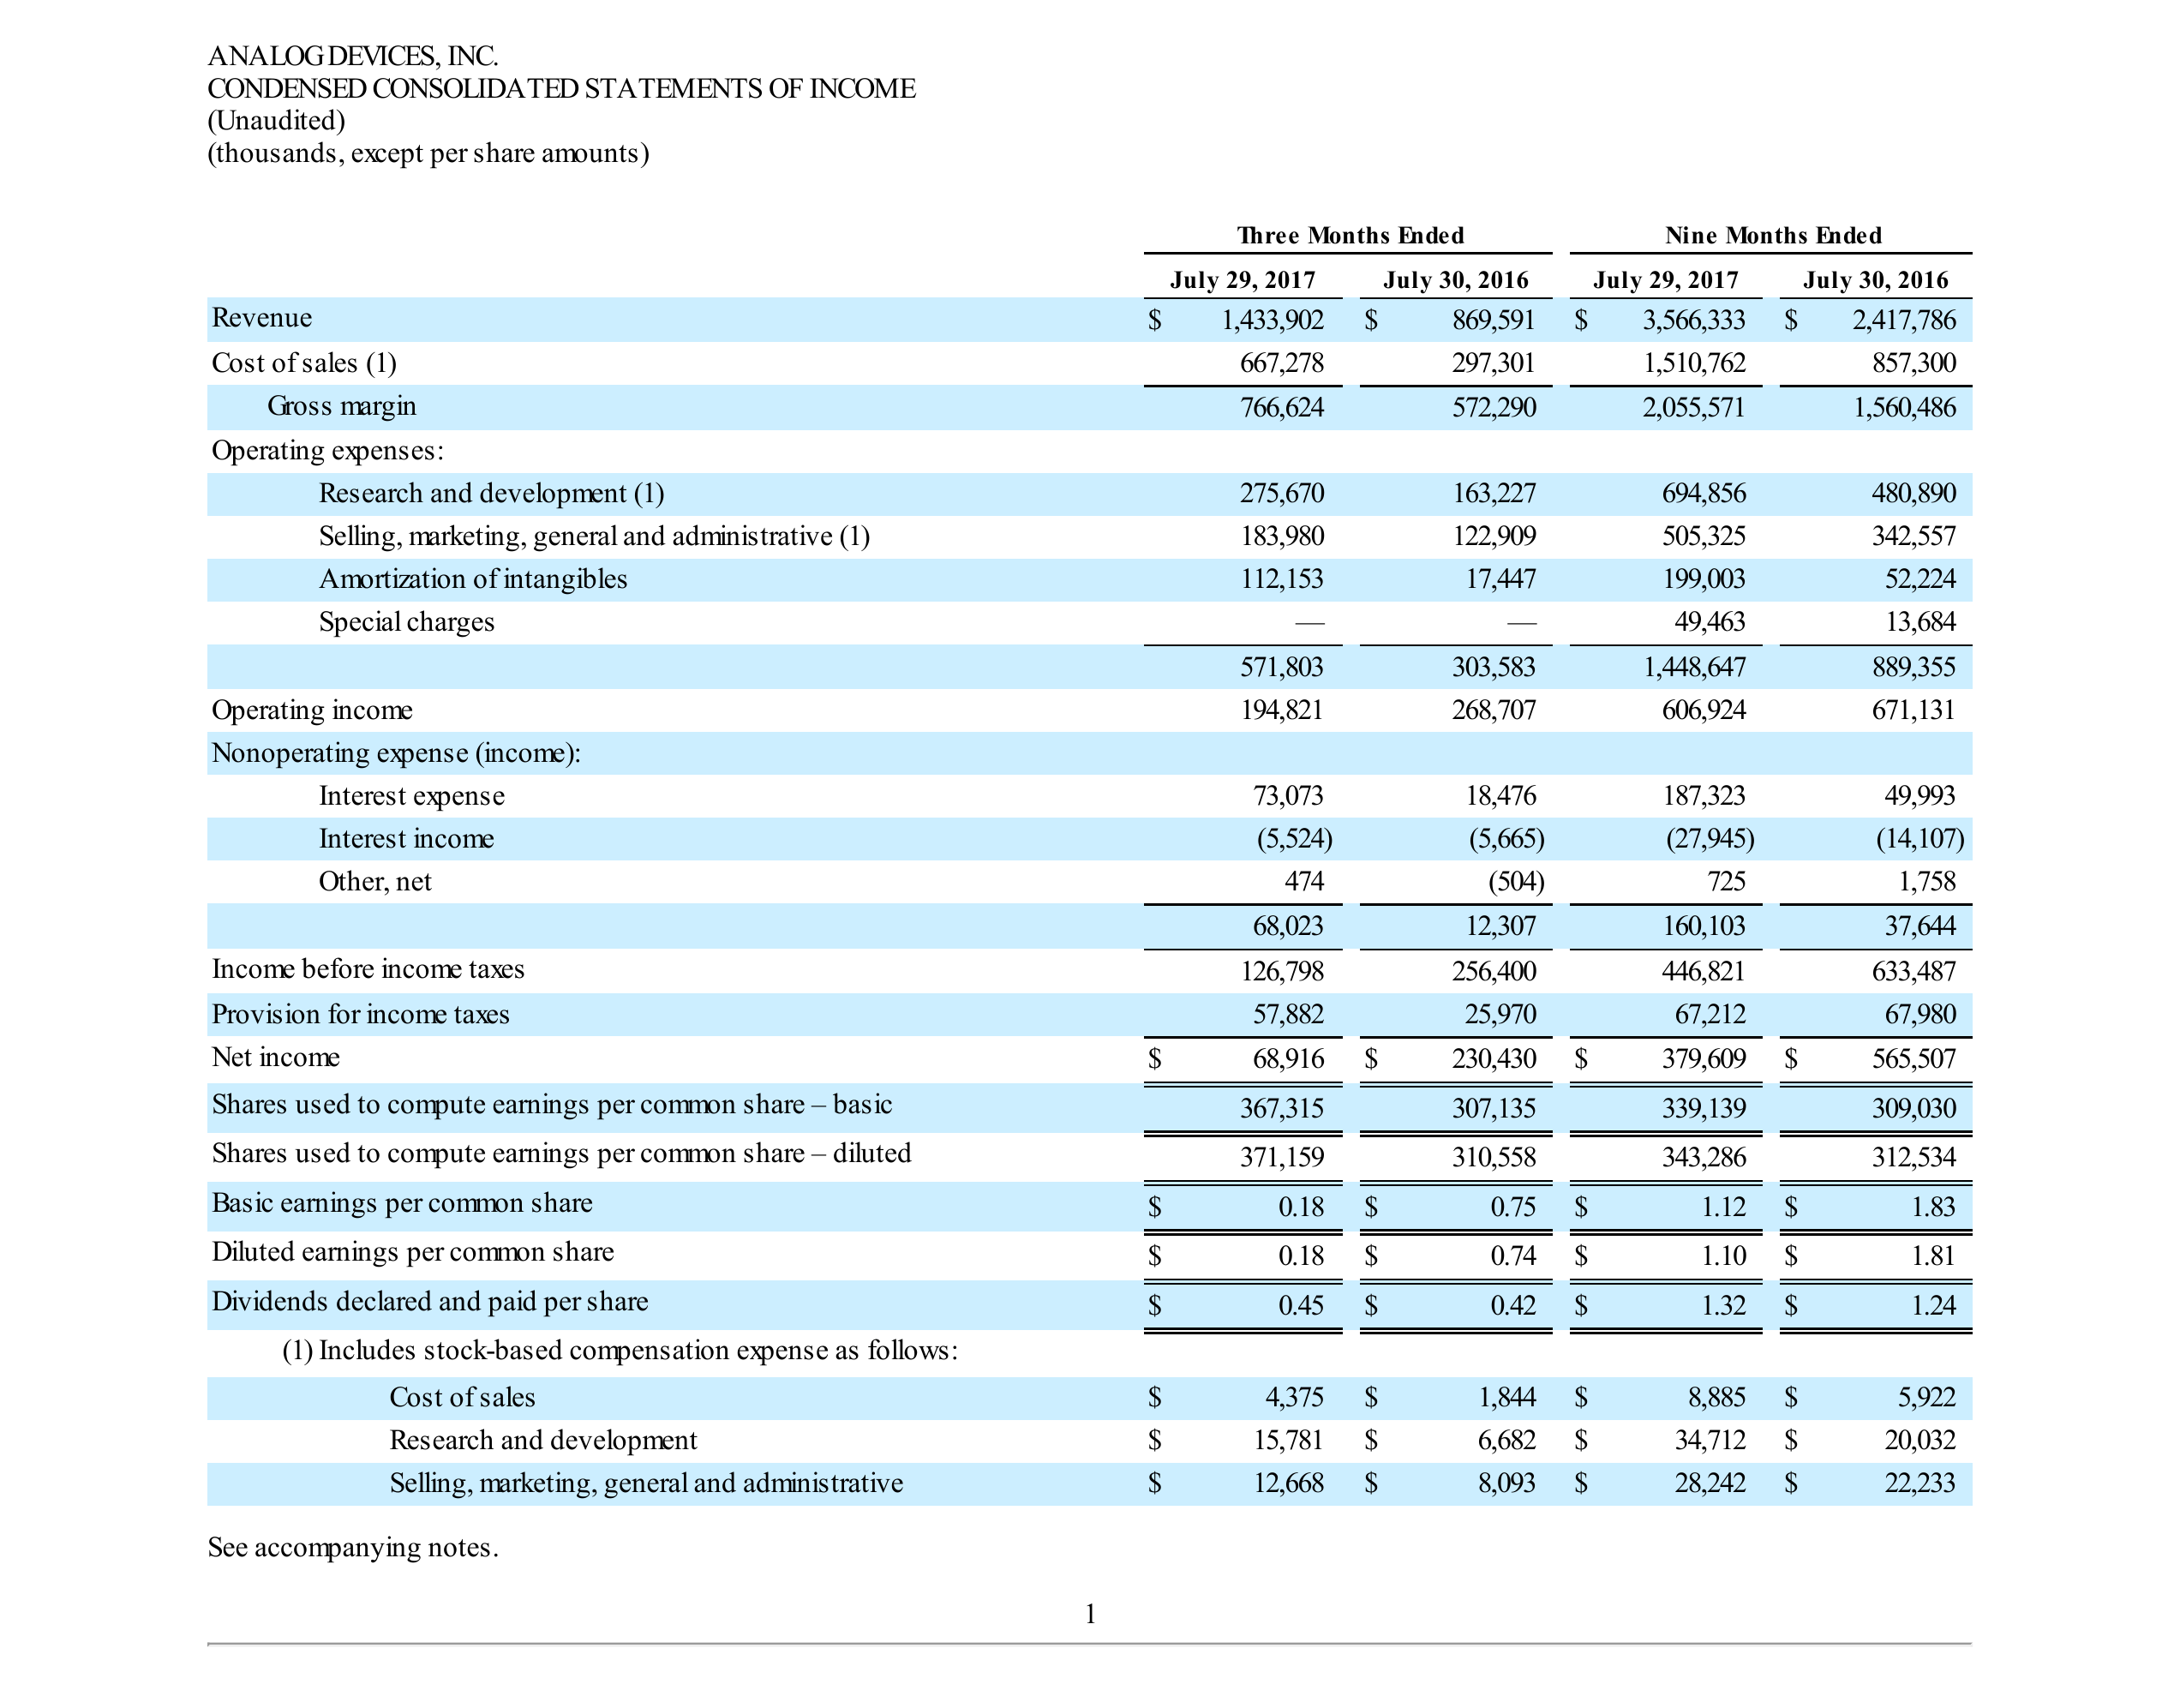 ANALOG DEVICES, INC.
CONDENSED CONSOLIDATED STATEMENTS OF INCOME
(Unaudited)
(thousands, except per share amounts)
Three Months Ended Nine Months Ended
July 29, 2017 July 30, 2016 July 29, 2017 July 30, 2016
Revenue $ 1,433,902 $ 869,591 $ 3,566,333 $ 2,417,786
Cost of sales (1) 667,278 297,301 1,510,762 857,300
Gross margin 766,624 572,290 2,055,571 1,560,486
Operating expenses:
Research and development (1) 275,670 163,227 694,856 480,890
Selling, marketing, general and administrative (1) 183,980 122,909 505,325 342,557
Amortization of intangibles 112,153 17,447 199,003 52,224
Special charges — — 49,463 13,684
571,803 303,583 1,448,647 889,355
Operating income 194,821 268,707 606,924 671,131
Nonoperating expense (income):
Interest expense 73,073 18,476 187,323 49,993
Interest income (5,524) (5,665) (27,945) (14,107)
Other, net 474 (504) 725 1,758
68,023 12,307 160,103 37,644
Income before income taxes 126,798 256,400 446,821 633,487
Provision for income taxes 57,882 25,970 67,212 67,980
Net income $ 68,916 $ 230,430 $ 379,609 $ 565,507
Shares used to compute earnings per common share – basic 367,315 307,135 339,139 309,030
Shares used to compute earnings per common share – diluted 371,159 310,558 343,286 312,534
Basic earnings per common share $ 0.18 $ 0.75 $ 1.12 $ 1.83
Diluted earnings per common share $ 0.18 $ 0.74 $ 1.10 $ 1.81
Dividends declared and paid per share $ 0.45 $ 0.42 $ 1.32 $ 1.24
(1) Includes stock-based compensation expense as follows:
Cost of sales $ 4,375 $ 1,844 $ 8,885 $ 5,922
Research and development $ 15,781 $ 6,682 $ 34,712 $ 20,032
Selling, marketing, general and administrative $ 12,668 $ 8,093 $ 28,242 $ 22,233
See accompanying notes.
1